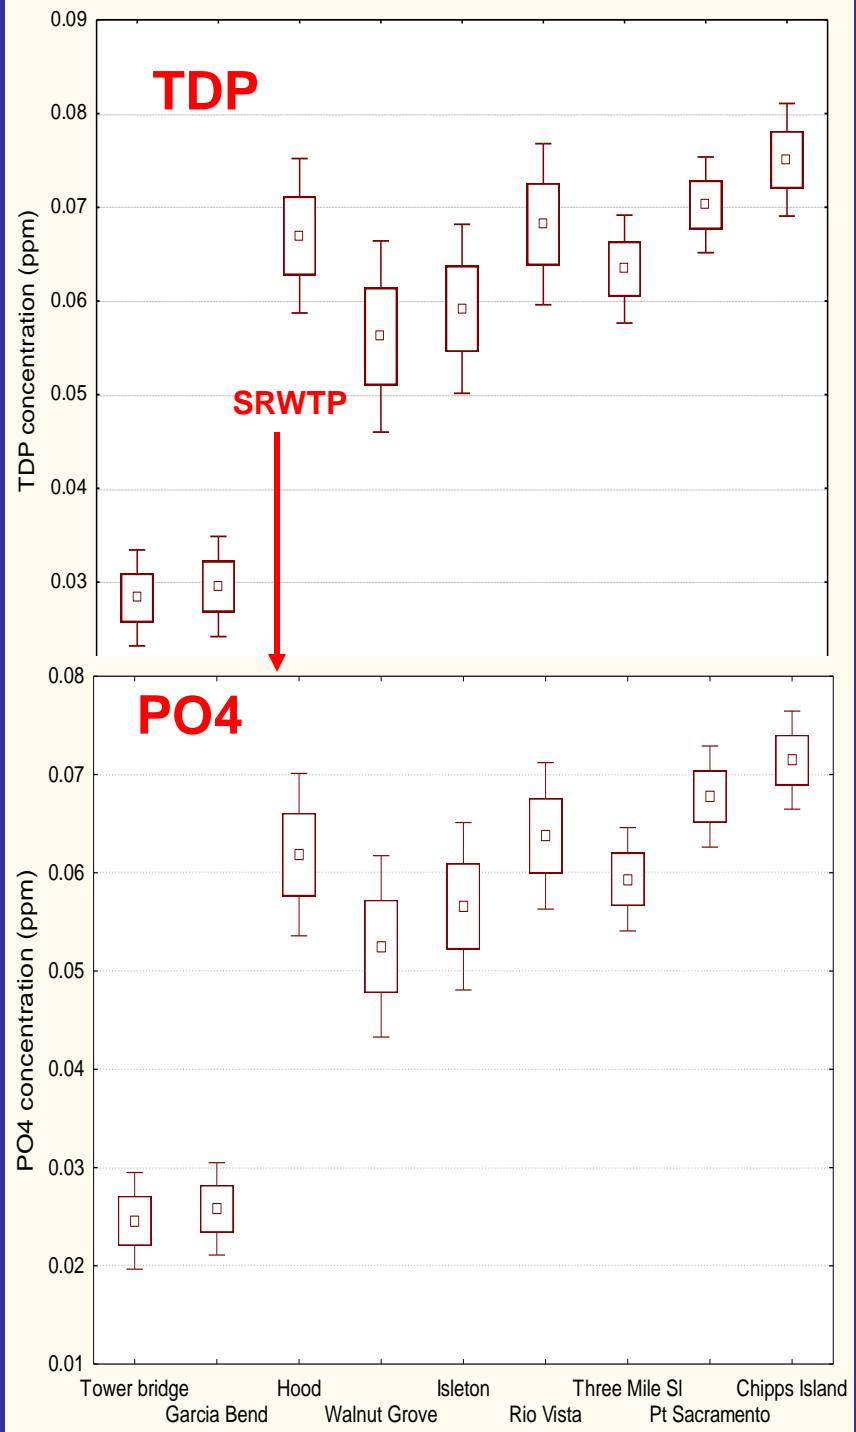 0.09
TDP
0.08
0.07
0.06
0.05
SRWTP
0.04
0.03
TDP concentration (ppm)
0.08
PO4
0.07
0.06
0.05
0.04
0.03
0.02
0.01
PO4 concentration (ppm)
Tower bridge Hood Isleton Three Mile Sl Chipps Island
Garcia Bend Walnut Grove Rio Vista Pt Sacramento